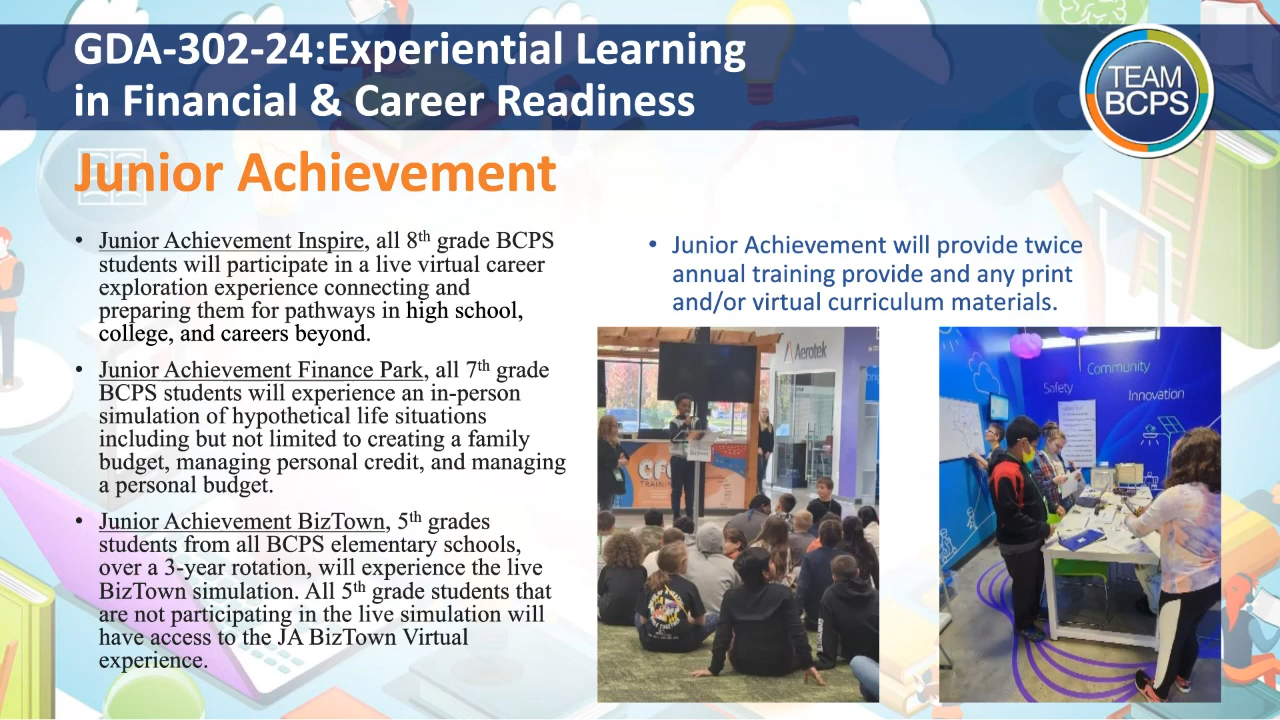 GDA-302-24:Experiential Learning
in Financial & Career Readiness
TEAM
BCPS
Junior Achievement
• Junior Achievement Inspire, all 8th grade BCPS
students will participate in a live virtual career
exploration experience connecting and
preparing them for pathways in high school,
college, and careers beyond.
• Junior Achievement Finance Park, all 7th grade
BCPS students will experience an in-person
simulation of hypothetical life situations
including but not limited to creating a family
budget, managing personal credit, and managing
a personal budget.
• Junior Achievement BizTown, 5th grades
students from all BCPS elementary schools,
over a 3-year rotation, will experience the live
BizTown simulation. All 5th grade students that
are not participating in the live simulation will
have access to the JA BizTown Virtual
experience.
• Junior Achievement will provide twice
annual training provide and any print
and/or virtual curriculum materials.
Aerotek
CEO
TRAINING
Safety
Community
Innovation